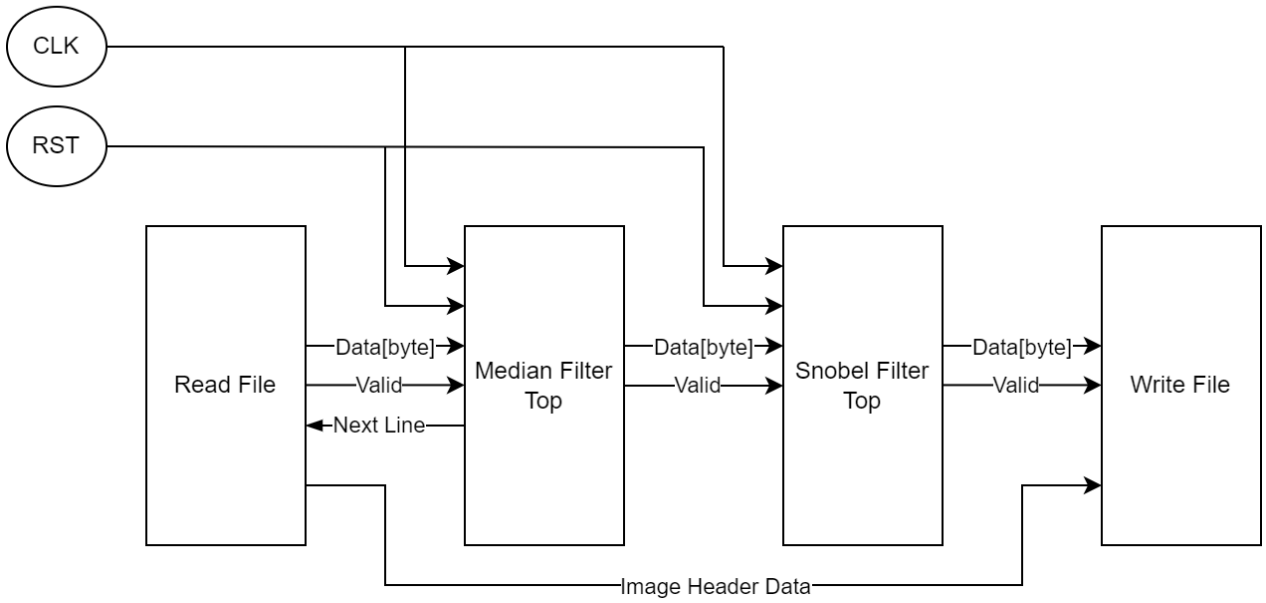 CLK
RST
Read File
Data[byte]
Valid
Next Line
Median Filter
Top
Data[byte]
Valid
Snobel Filter
Top
Data[byte]
Valid
Write File
Image Header Data